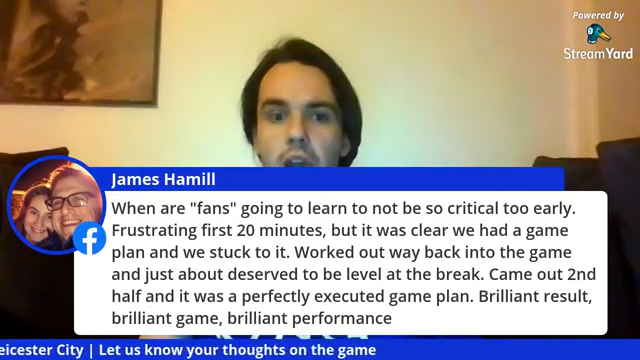 Powered by
StreamYard
James Hamill
When are "fans" going to learn to not be so critical too early.
Frustrating first 20 minutes, but it was clear we had a game
plan and we stuck to it. Worked out way back into the game
and just about deserved to be level at the break. Came out 2nd
half and it was a perfectly executed game plan. Brilliant result,
brilliant game, brilliant performance
eicester City | Let us know your thoughts on the game